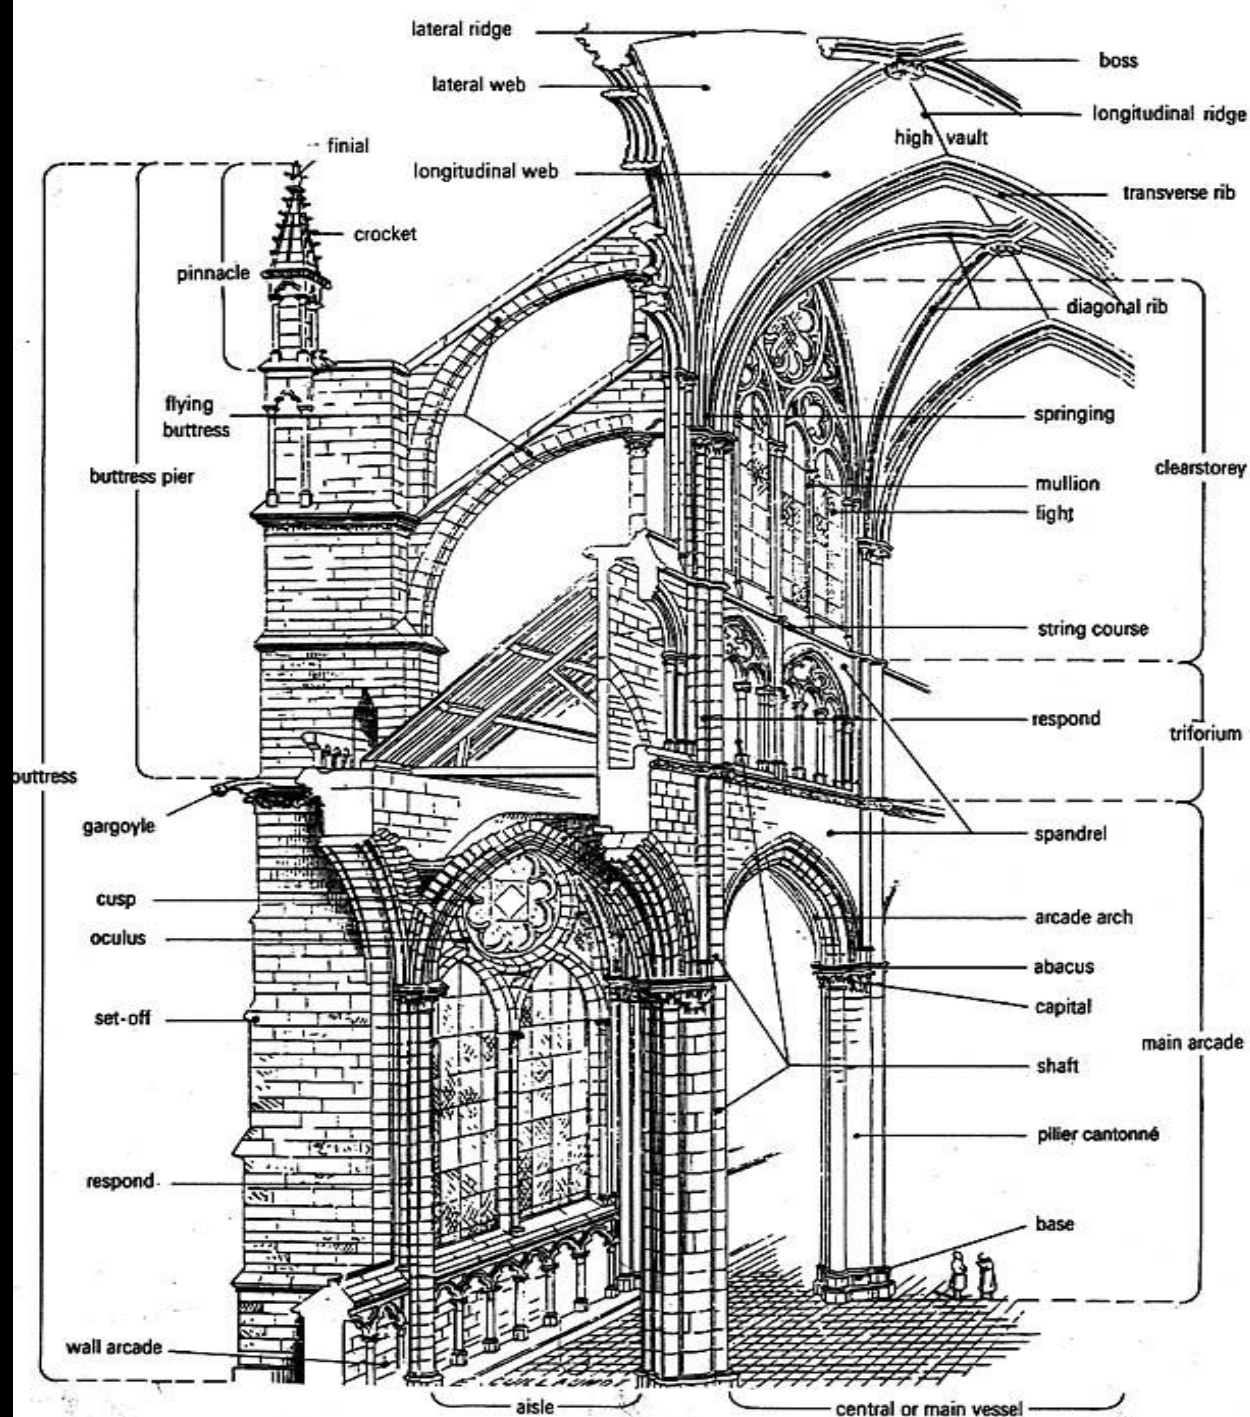 lateral ridge
boss
lateral web
longitudinal ridge
high vault
finial
longitudinal web
transverse rib
crocket
pinnacle
diagonal rib
flying
buttress
springing
clearstorey
buttress pier
mullion
light
string course
respond
triforium
buttress
gargoyle
spandrel
cusp
arcade arch
oculus
abacus
capital
set-off
main arcade
shaft
pilier cantonné
respond
base
wall arcade
aisle
central or main vessel